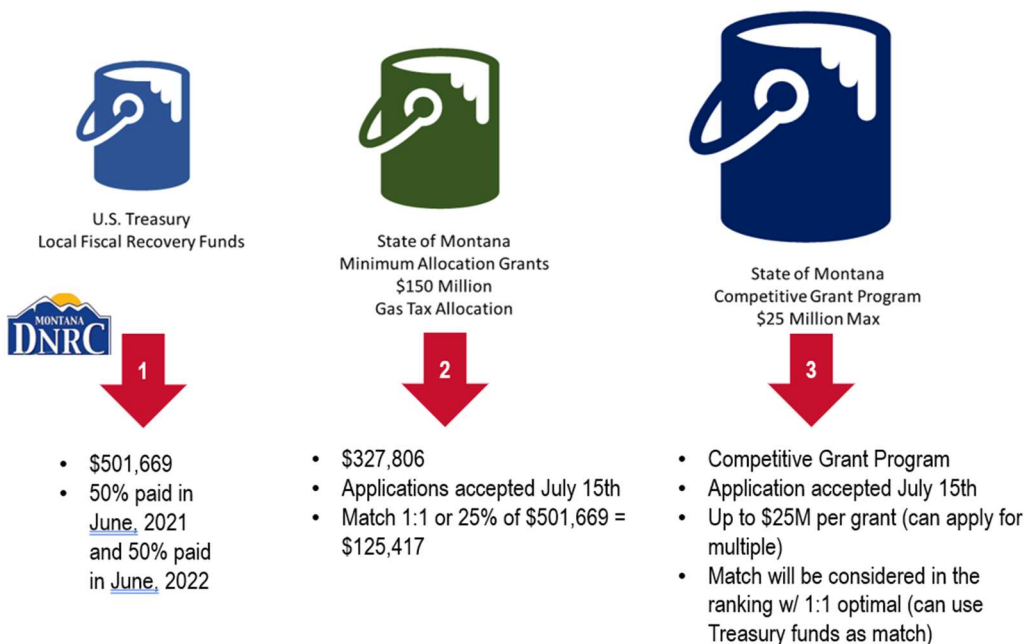 U.S. Treasury
Local Fiscal Recovery Funds
MONTANA
DNRC
1
• $501,669
• 50% paid in
June, 2021
and 50% paid
in June, 2022
State of Montana
Minimum Allocation Grants
$150 Million
Gas Tax Allocation
2
• $327,806
• Applications accepted July 15th
• Match 1:1 or 25% of $501,669 =
$125,417
State of Montana
Competitive Grant Program
$25 Million Max
3
• Competitive Grant Program
• Application accepted July 15th
• Up to $25M per grant (can apply for
multiple)
• Match will be considered in the
ranking w/ 1:1 optimal (can use
Treasury funds as match)